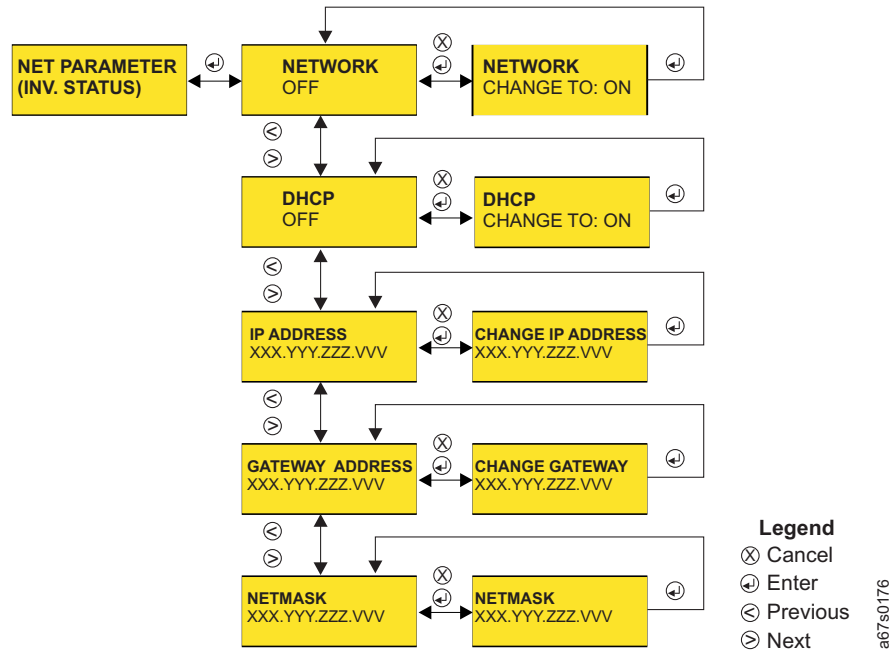 NET PARAMETER
(INV. STATUS)
NETWORK
OFF
NETWORK
CHANGE TO: ON
DHCP
OFF
DHCP
CHANGE TO: ON
IP ADDRESS
XXX.YYY.ZZZ.VVV
CHANGE IP ADDRESS
XXX.YYY.ZZZ.VVV
GATEWAY ADDRESS
XXX.YYY.ZZZ.VVV
CHANGE GATEWAY
XXX.YYY.ZZZ.VVV
NETMASK
XXX.YYY.ZZZ.VVV
NETMASK
XXX.YYY.ZZZ.VVV
Legend
Cancel
Enter
Previous
Next
a67s0176